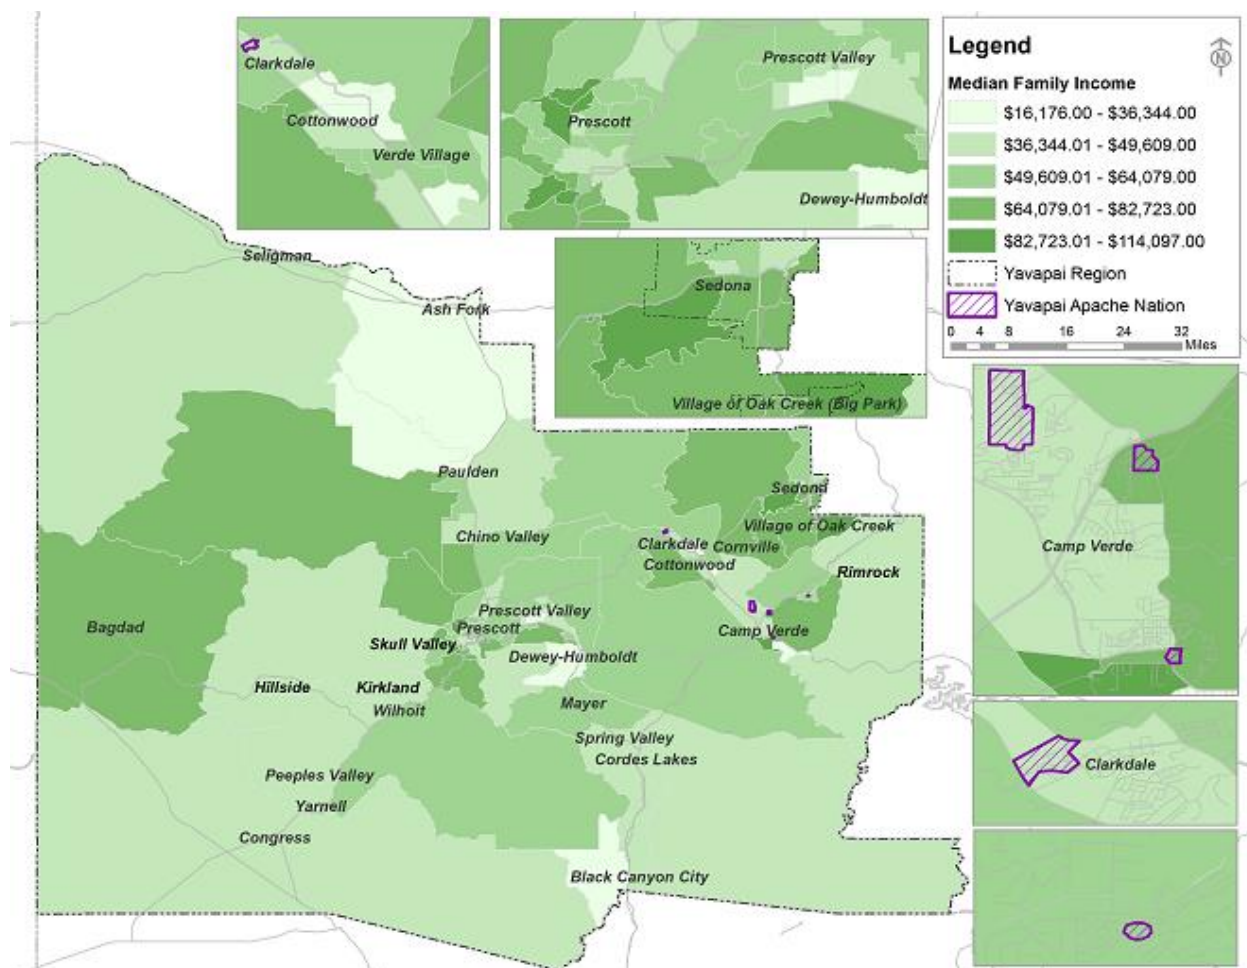 Clarkdale
Cottonwood
Verde Village
Prescott Valley
Prescott
Dewey-Humboldt
Legend
N
Median Family Income
$16,176.00 - $36,344.00
$36,344.01 - $49,609.00
$49,609.01 - $64,079.00
$64,079.01 - $82,723.00
$82,723.01 - $114,097.00
Yavapai Region
Yavapai Apache Nation
0 4 8 16 24 32
Miles
Sedona
Village of Oak Creek (Big Park)
Seligman
Ash Fork
Paulden
Chino Valley
Sedona
Village of Oak Creek
Clarkdale
Cornville
Cottonwood
Rimrock
Prescott Valley
Prescott
Bagdad
Skull Valley
Camp Verde
Dewey-Humboldt
Hillside
Kirkland
Wilhoit
Mayer
Spring Valley
Cordes Lakes
Peeples Valley
Yarnell
Congress
Black Canyon City
Camp Verde
Clarkdale